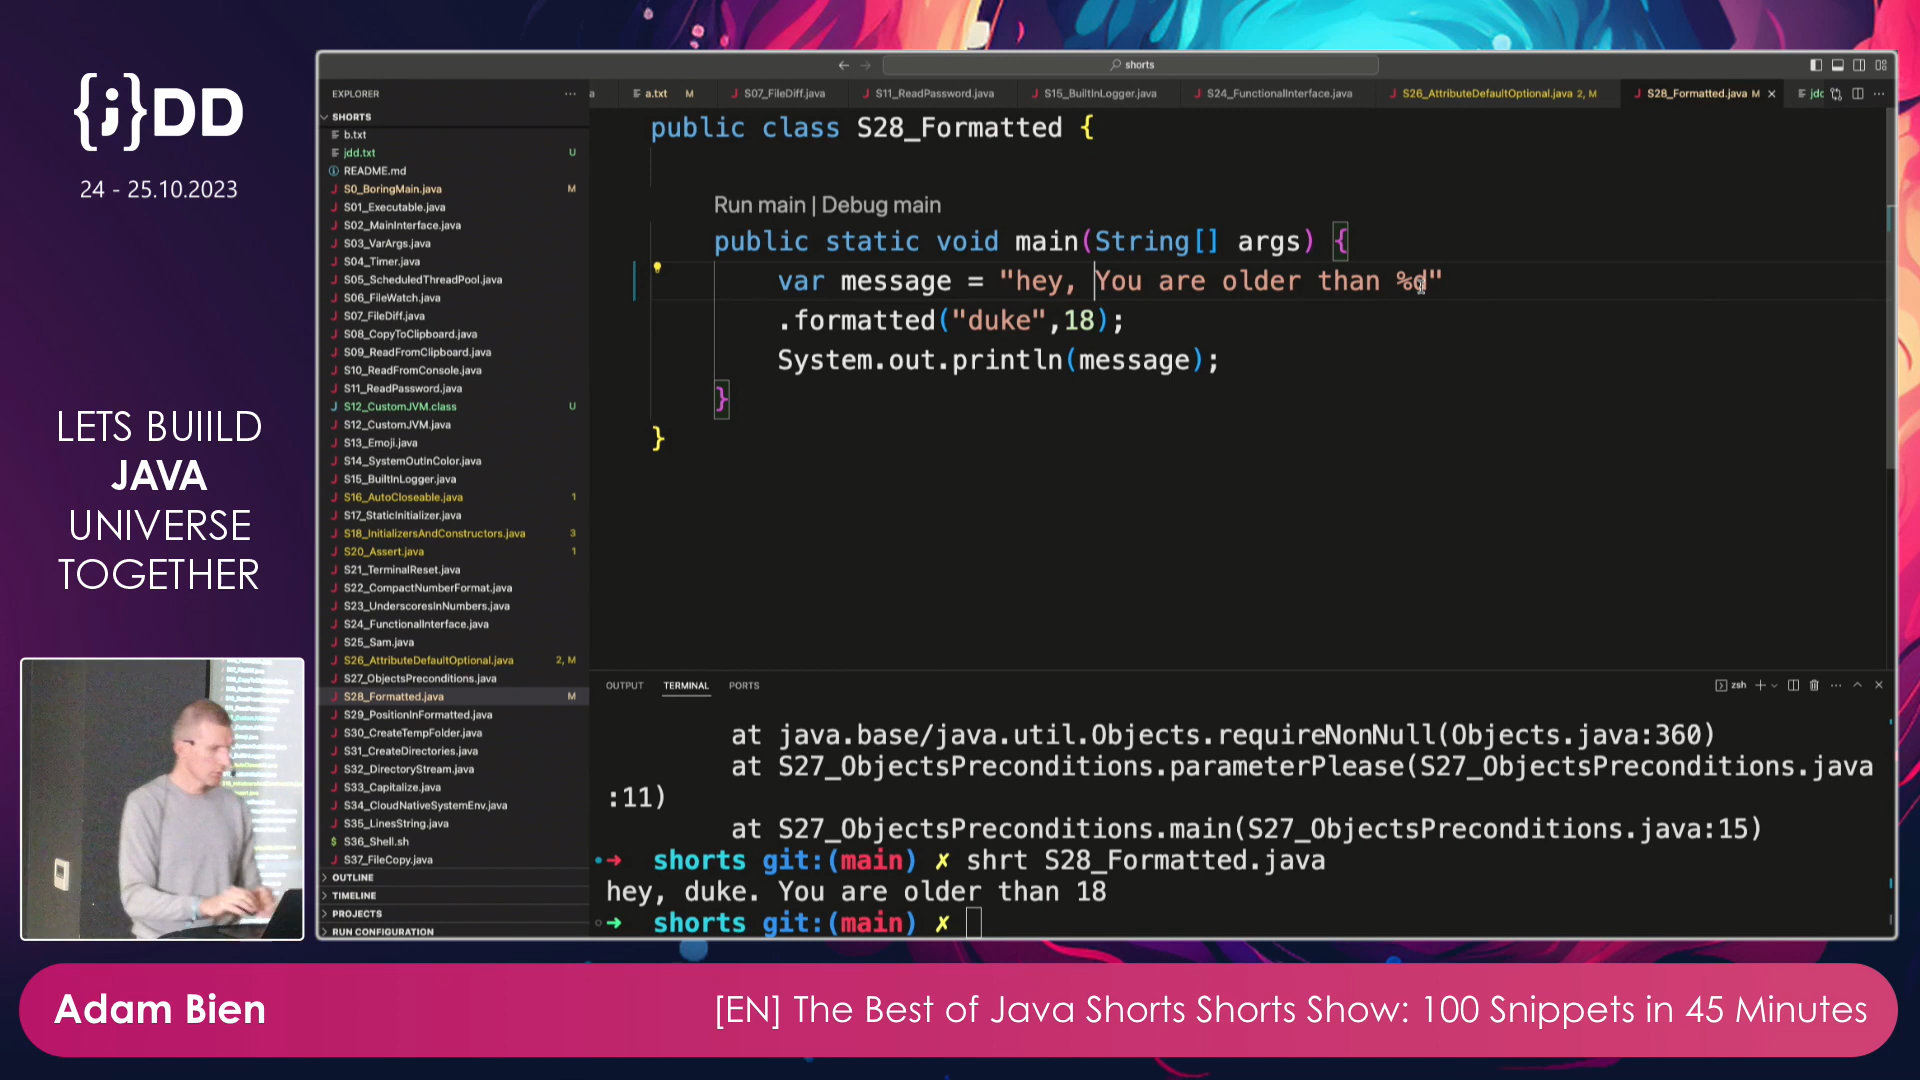 {j}DD
24 - 25.10.2023
LETS BUIILD
JAVA
UNIVERSE
TOGETHER
shorts
EXPLORER
SHORTS
b.txt
jdd.txt U
README.md
S0_BoringMain.java M
S01_Executable.java
S02_MainInterface.java
S03_VarArgs.java
S04_Timer.java
S05_ScheduledThreadPool.java
S06_FileWatch.java
S07_FileDiff.java
S08_CopyToClipboard.java
S09_ReadFromClipboard.java
S10_ReadFromConsole.java
S11_ReadPassword.java
S12_CustomJVM.class U
S12_CustomJVM.java
S13_Emoji.java
S14_SystemOutInColor.java
S15_BuiltInLogger.java
S16_AutoCloseable.java 1
S17_StaticInitializer.java
S18_InitializersAndConstructors.java 3
S20_Assert.java 1
S21_TerminalReset.java
S22_CompactNumberFormat.java
S23_UnderscoresInNumbers.java
S24_FunctionalInterface.java
S25_Sam.java
S26_AttributeDefaultOptional.java 2, M
S27_ObjectsPreconditions.java
S28_Formatted.java M
S29_PositionInFormatted.java
S30_CreateTempFolder.java
S31_CreateDirectories.java
S32_DirectoryStream.java
S33_Capitalize.java
S34_CloudNativeSystemEnv.java
S35_LinesString.java
S36_Shell.sh
S37_FileCopy.java
OUTLINE
TIMELINE
PROJECTS
RUN CONFIGURATION
a a.txt M S07_FileDiff.java S11_ReadPassword.java S15_BuiltInLogger.java S24_FunctionalInterface.java S26_AttributeDefaultOptional.java 2, M S28_Formatted.java M jdd
public class S28_Formatted {
Run main | Debug main
public static void main(String[] args) {
var message = "hey, You are older than %d"
.formatted("duke",18);
System.out.println(message);
}
}
OUTPUT TERMINAL PORTS zsh
at java.base/java.util.Objects.requireNonNull(Objects.java:360)
at S27_ObjectsPreconditions.parameterPlease(S27_ObjectsPreconditions.java
:11)
at S27_ObjectsPreconditions.main(S27_ObjectsPreconditions.java:15)
➜ shorts git:(main) ✗ shrt S28_Formatted.java
hey, duke. You are older than 18
➜ shorts git:(main) ✗
Adam Bien
[EN] The Best of Java Shorts Shorts Show: 100 Snippets in 45 Minutes